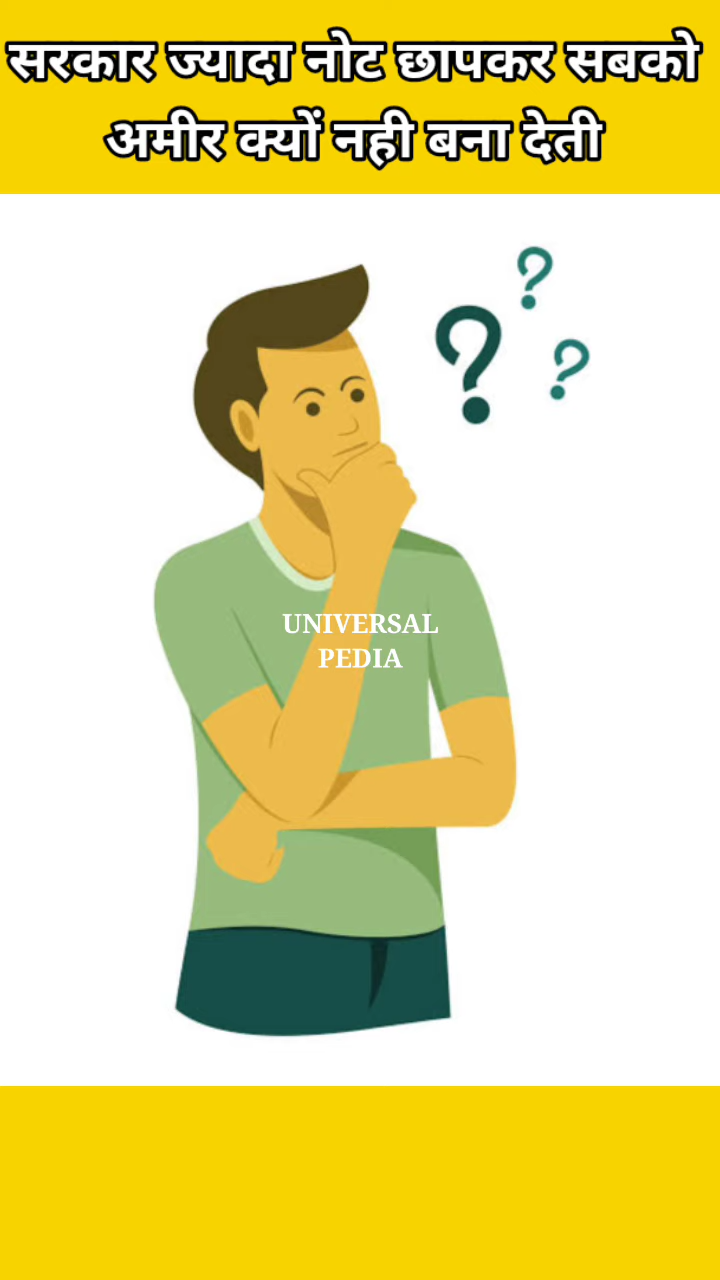 सरकार ज्यादा नोट छापकर सबको
अमीर क्यों नही बना देती
UNIVERSAL
PEDIA